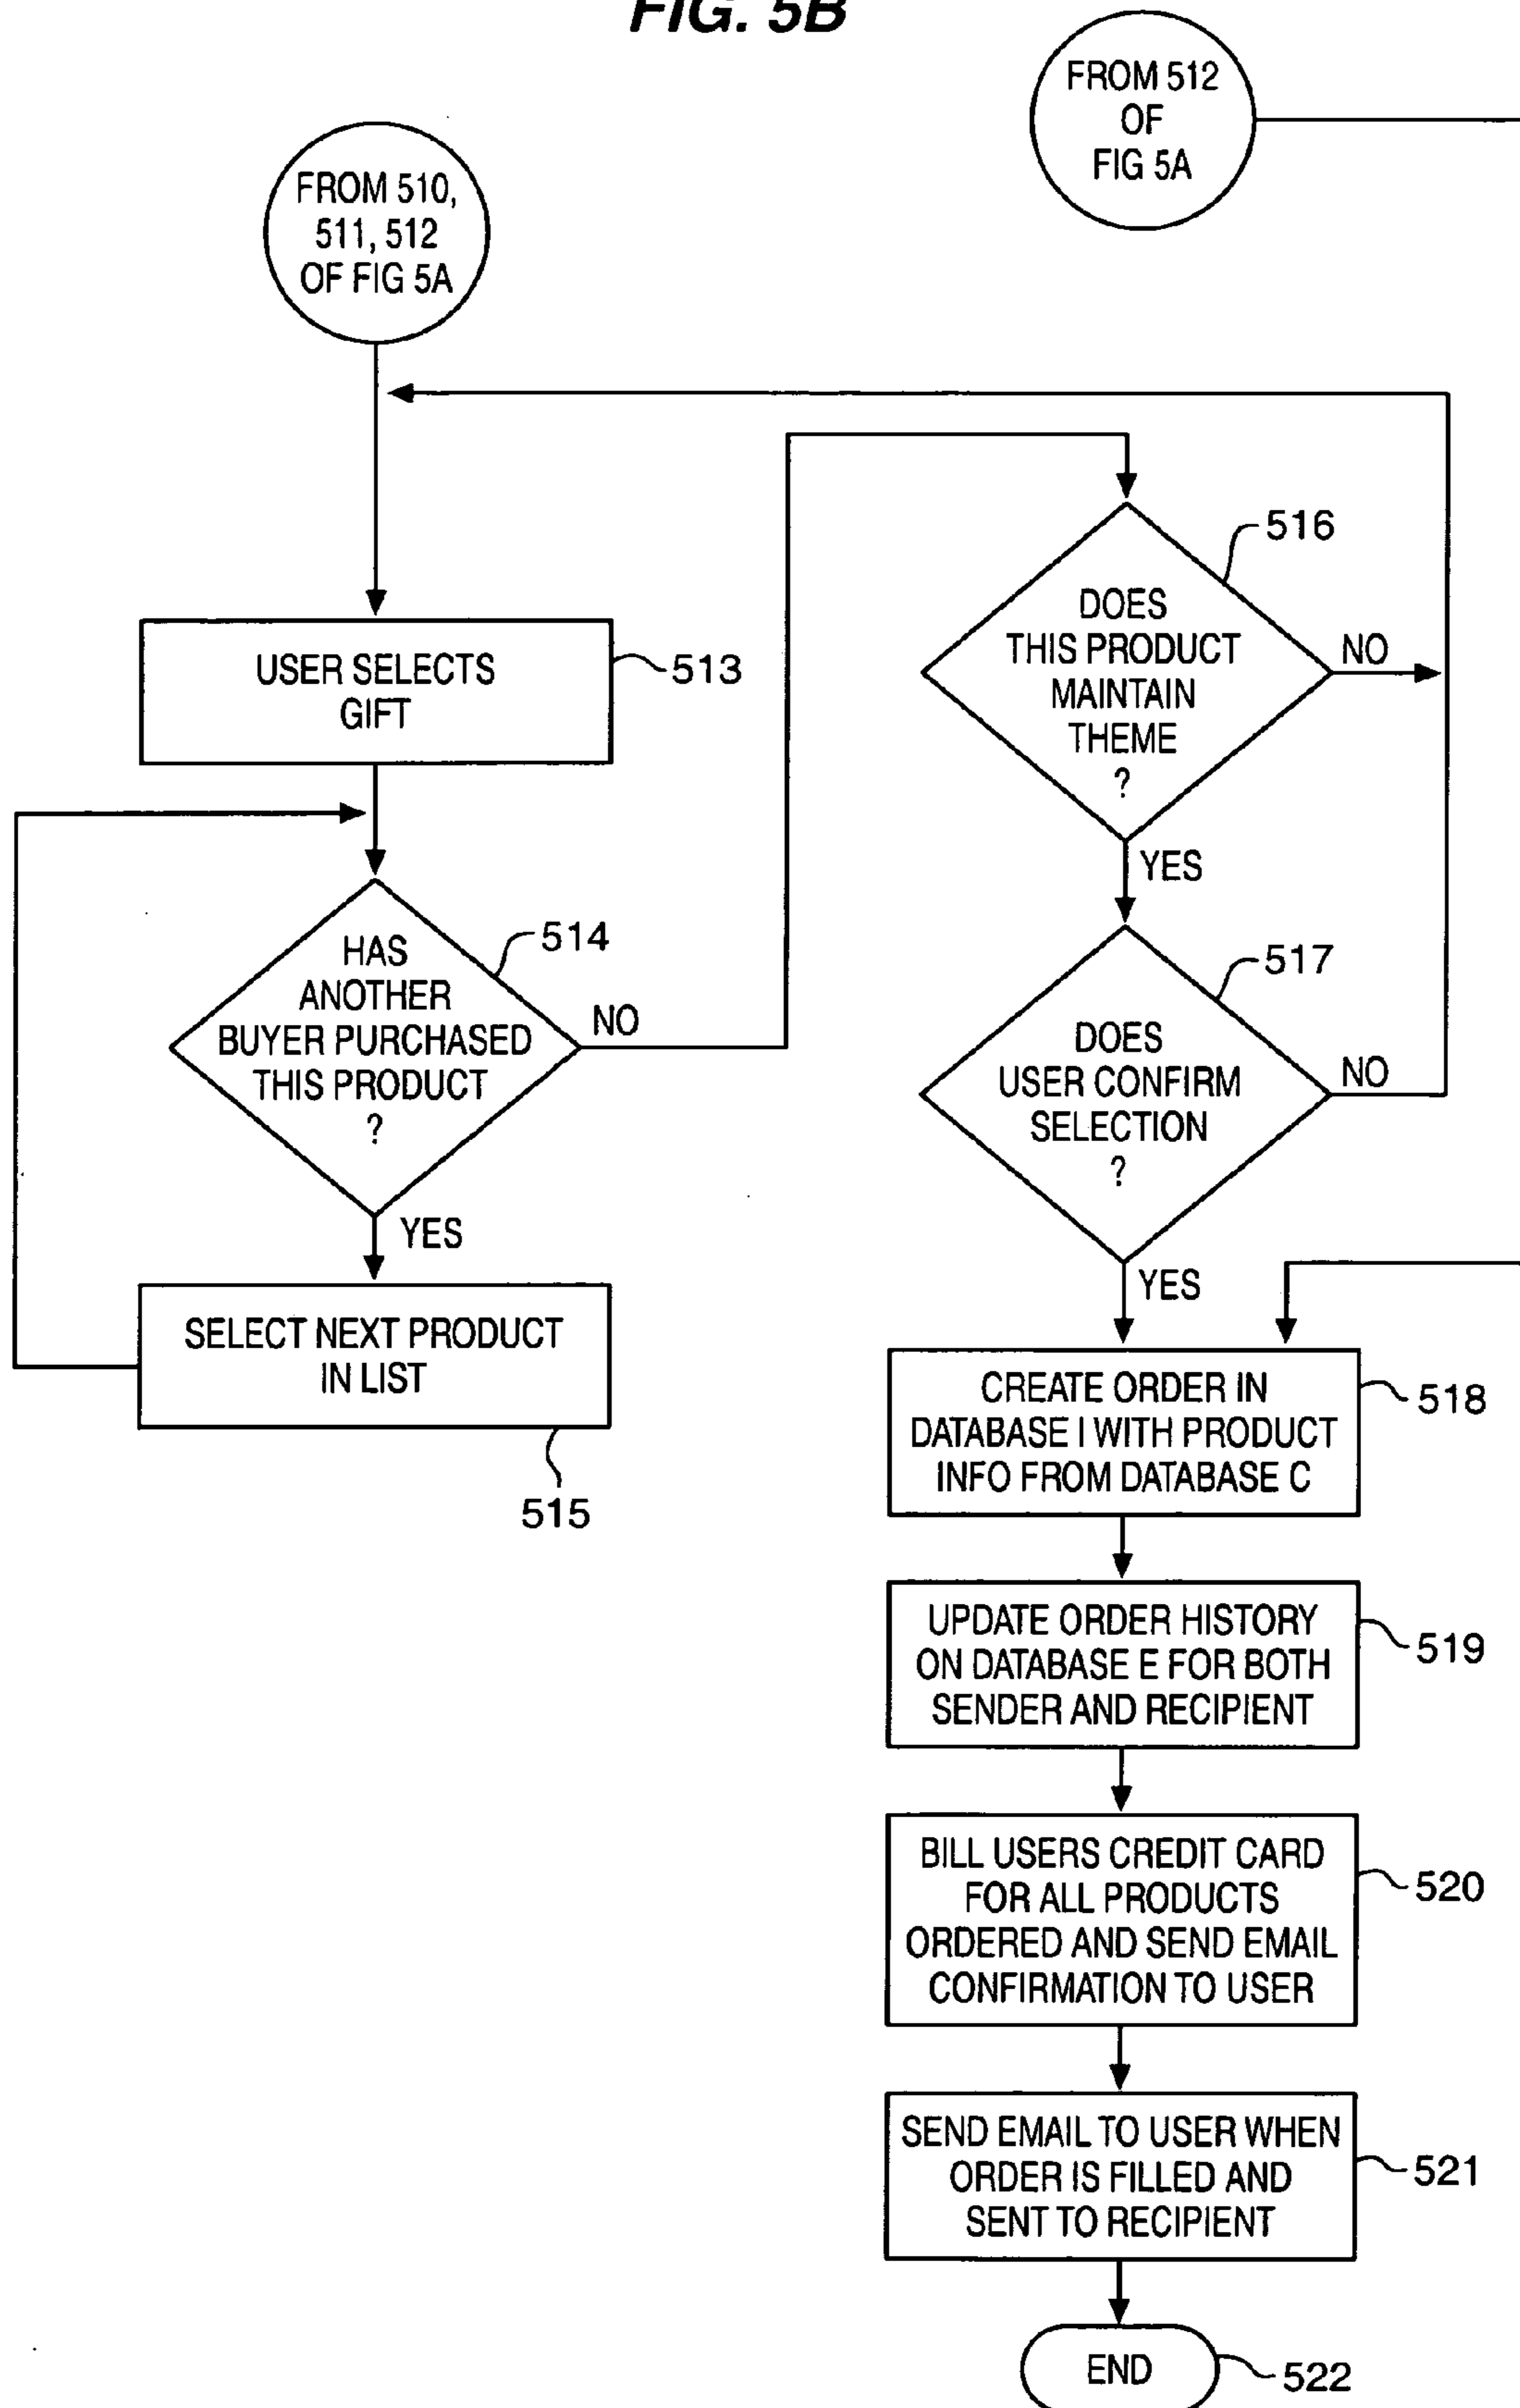 FIG. 5B
FROM 512
OF
FIG 5A
FROM 510,
511, 512
OF FIG 5A
USER SELECTS
GIFT
513
HAS
ANOTHER
BUYER PURCHASED
THIS PRODUCT
?
514
NO
YES
SELECT NEXT PRODUCT
IN LIST
515
DOES
THIS PRODUCT
MAINTAIN
THEME
?
516
NO
YES
DOES
USER CONFIRM
SELECTION
?
517
NO
YES
CREATE ORDER IN
DATABASE I WITH PRODUCT
INFO FROM DATABASE C
518
UPDATE ORDER HISTORY
ON DATABASE E FOR BOTH
SENDER AND RECIPIENT
519
BILL USERS CREDIT CARD
FOR ALL PRODUCTS
ORDERED AND SEND EMAIL
CONFIRMATION TO USER
520
SEND EMAIL TO USER WHEN
ORDER IS FILLED AND
SENT TO RECIPIENT
521
END
522